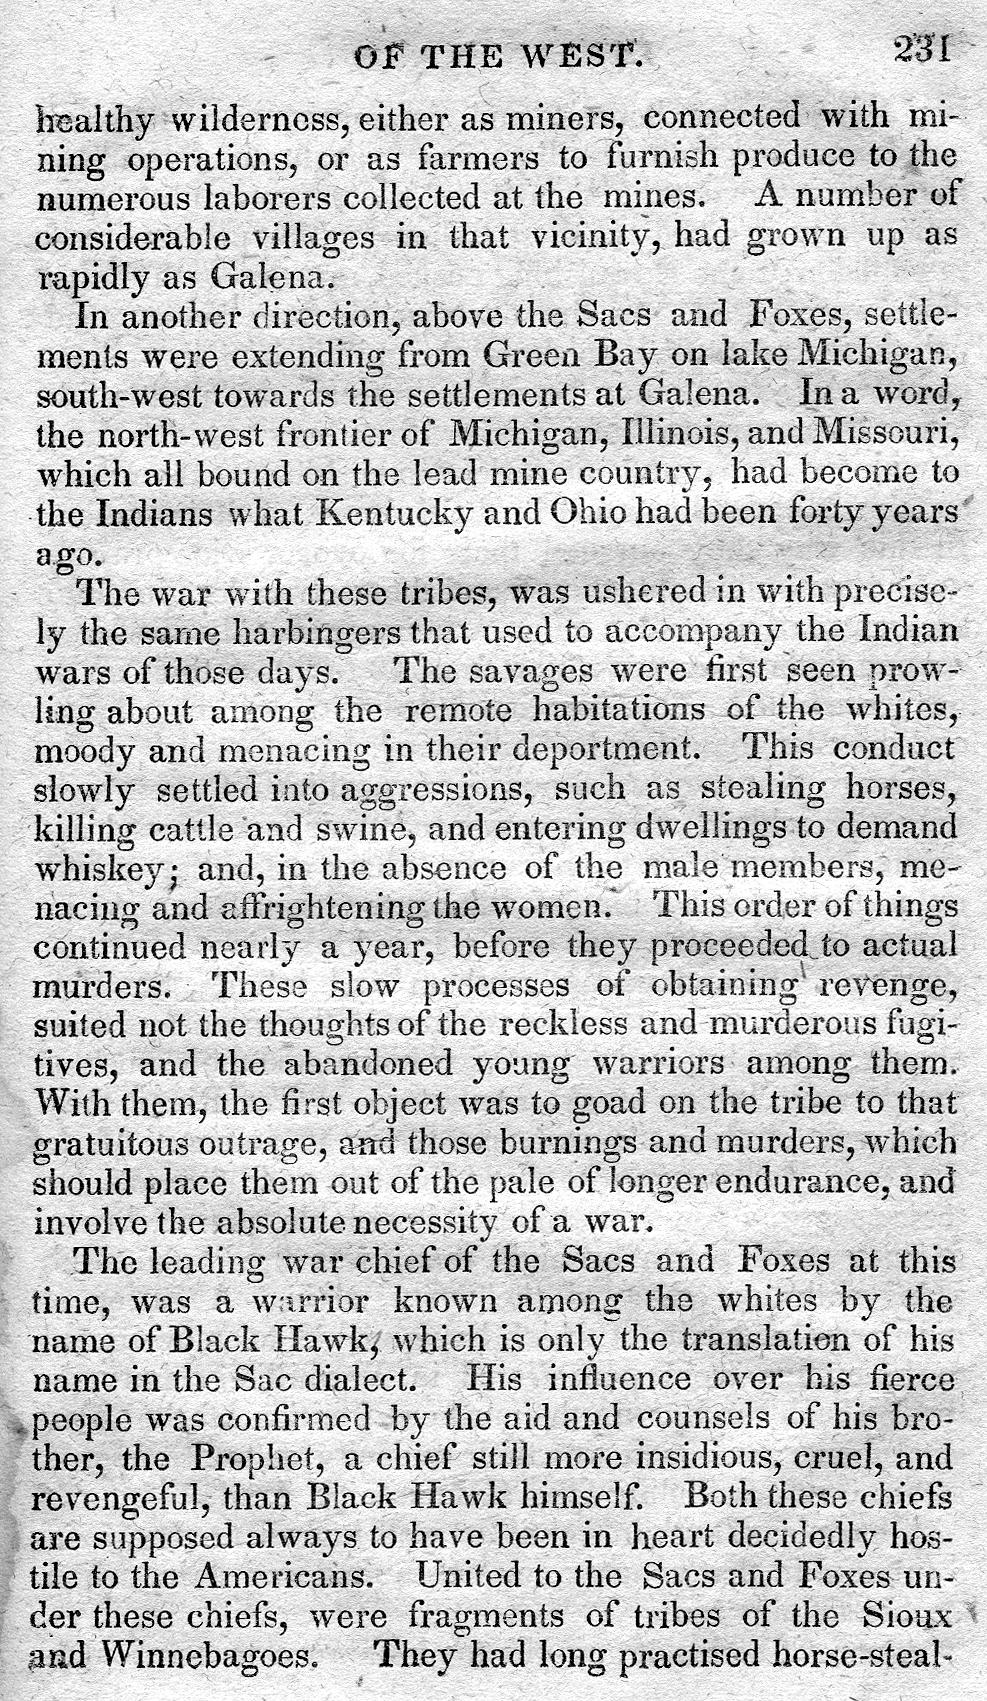 OF THE WEST. 231
healthy wilderness, either as miners, connected with mi-
ning operations, or as farmers to furnish produce to the
numerous laborers collected at the mines. A number of
considerable villages in that vicinity, had grown up as
rapidly as Galena.
In another direction, above the Sacs and Foxes, settle-
ments were extending from Green Bay on lake Michigan,
south-west towards the settlements at Galena. In a word,
the north-west frontier of Michigan, Illinois, and Missouri,
which all bound on the lead mine country, had become to
the Indians what Kentucky and Ohio had been forty years
ago.
The war with these tribes, was ushered in with precise-
ly the same harbingers that used to accompany the Indian
wars of those days. The savages were first seen prow-
ling about among the remote habitations of the whites,
moody and menacing in their deportment. This conduct
slowly settled into aggressions, such as stealing horses,
killing cattle and swine, and entering dwellings to demand
whiskey; and, in the absence of the male members, me-
nacing and affrightening the women. This order of things
continued nearly a year, before they proceeded to actual
murders. These slow processes of obtaining revenge,
suited not the thoughts of the reckless and murderous fugi-
tives, and the abandoned young warriors among them.
With them, the first object was to goad on the tribe to that
gratuitous outrage, and those burnings and murders, which
should place them out of the pale of longer endurance, and
involve the absolute necessity of a war.
The leading war chief of the Sacs and Foxes at this
time, was a warrior known among the whites by the
name of Black Hawk, which is only the translation of his
name in the Sac dialect. His influence over his fierce
people was confirmed by the aid and counsels of his bro-
ther, the Prophet, a chief still more insidious, cruel, and
revengeful, than Black Hawk himself. Both these chiefs
are supposed always to have been in heart decidedly hos-
tile to the Americans. United to the Sacs and Foxes un-
der these chiefs, were fragments of tribes of the Sioux
and Winnebagoes. They had long practised horse-steal-